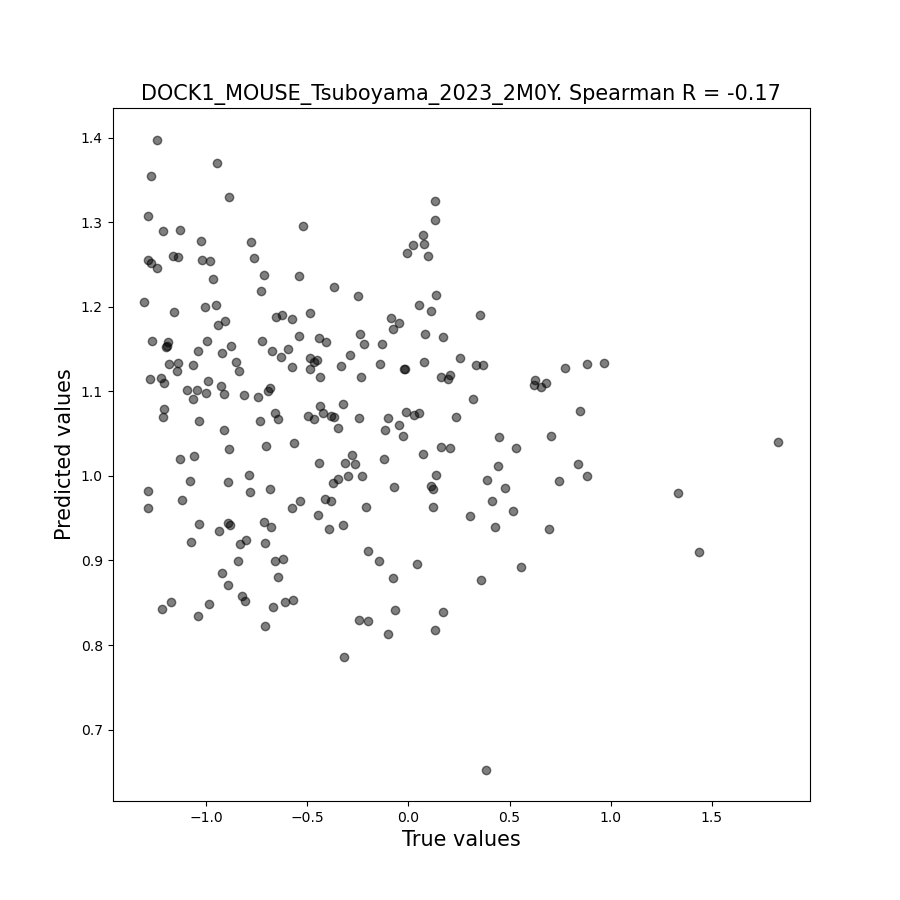 DOCK1_MOUSE_Tsuboyama_2023_2M0Y. Spearman R = -0.17
1.4
1.3
1.2
1.1
1.0
0.9
0.8
0.7
Predicted values
−1.0 −0.5 0.0 0.5 1.0 1.5
True values